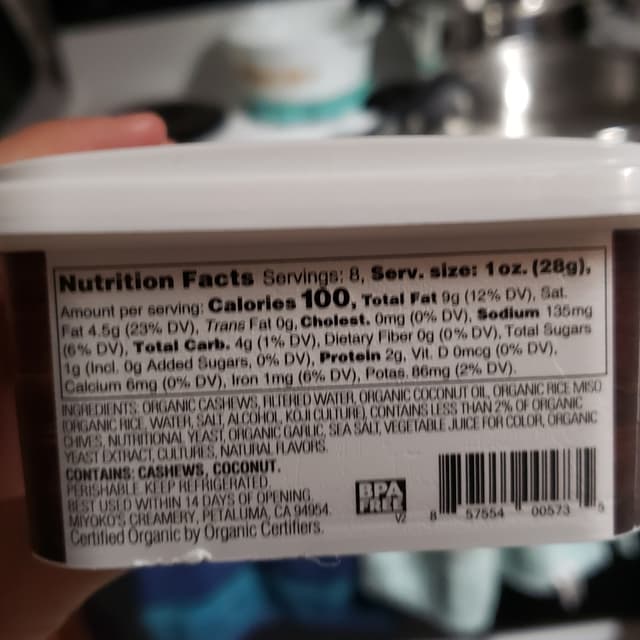 Nutrition Facts Servings: 8, Serv. size: 1 oz. (28g),
Amount per serving: Calories 100, Total Fat 9g (12% DV), Sat.
Fat 4.5g (23% DV), Trans Fat 0g, Cholest. 0mg (0% DV), Sodium 135mg
(6% DV), Total Carb. 4g (1% DV), Dietary Fiber 0g (0% DV), Total Sugars
1g (Incl. 0g Added Sugars, 0% DV), Protein 2g, Vit. D 0mcg (0% DV),
Calcium 6mg (0% DV), Iron 1mg (6% DV), Potas. 86mg (2% DV).
INGREDIENTS: ORGANIC CASHEWS, FILTERED WATER, ORGANIC COCONUT OIL, ORGANIC RICE MISO
ORGANIC RICE, WATER, SALT, ALCOHOL, KOJI CULTURE), CONTAINS LESS THAN 2% OF ORGANIC
CHIVES, NUTRITIONAL YEAST, ORGANIC GARLIC, SEA SALT, VEGETABLE JUICE FOR COLOR, ORGANIC
YEAST EXTRACT, CULTURES, NATURAL FLAVORS.
CONTAINS: CASHEWS, COCONUT.
PERISHABLE. KEEP REFRIGERATED.
BEST USED WITHIN 14 DAYS OF OPENING.
MIYOKO'S CREAMERY, PETALUMA, CA 94954.
Certified Organic by Organic Certifiers.
BPA
FREE
V2
8 57554 00573 5